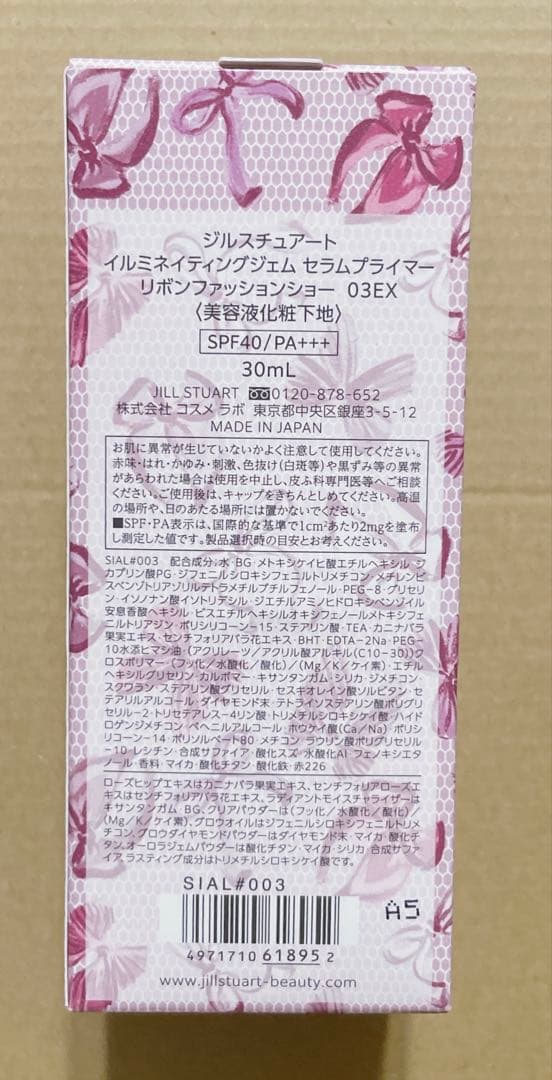 ジルスチュアート
イルミネイティングジェム セラムプライマー
リボンファッションショー 03EX
〈美容液化粧下地〉
SPF40/PA+++
30mL
JILL STUART 0120-878-652
株式会社 コスメ ラボ 東京都中央区銀座3-5-12
MADE IN JAPAN
お肌に異常が生じていないかよく注意して使用してください。
赤味・はれ・かゆみ・刺激、色抜け(白斑等)や黒ずみ等の異常
があらわれた場合は使用を中止し、皮ふ科専門医等へご相談
ください。ご使用後は、キャップをきちんとしめてください。高温
の場所や、日のあたる場所には置かないでください。
■SPF・PA表示は、国際的な基準で1cm²あたり2mgを塗布
し測定した値です。製品選択時の目安とお考えください。
SIAL#003 配合成分:水・BG・メトキシケイヒ酸エチルヘキシル・ジ
カプリン酸PG・ジフェニルシロキシフェニルトリメチコン・メチレンビ
スベンゾトリアゾリルテトラメチルブチルフェノール・PEG-8・グリセリ
ン・イソノナン酸イソトリデシル・ジエチルアミノヒドロキシベンゾイル
安息香酸ヘキシル・ビスエチルヘキシルオキシフェノールメトキシフェ
ニルトリアジン・ポリシリコーン-15・ステアリン酸・TEA・カニナバラ
果実エキス・センチフォリアバラ花エキス・BHT・EDTA-2Na・PEG-
10水添ヒマシ油・(アクリレーツ/アクリル酸アルキル(C10-30))ク
ロスポリマー・(フッ化/水酸化/酸化)/(Mg/K/ケイ素)・エチル
ヘキシルグリセリン・カルボマー・キサンタンガム・シリカ・ジメチコン・
スクワラン・ステアリン酸グリセリル・セスキオレイン酸ソルビタン・セ
テアリルアルコール・ダイヤモンド末・テトライソステアリン酸ポリグリ
セリル-2・トリセテアレス-4リン酸・トリメチルシロキシケイ酸・ハイド
ロゲンジメチコン・ベヘニルアルコール・ホウケイ酸(Ca/Na)・ポリシ
リコーン-14・ポリソルベート80・メチコン・ラウリン酸ポリグリセリル
-10・レシチン・合成サファイア・酸化スズ・水酸化Al・フェノキシエタ
ノール・香料・マイカ・酸化チタン・酸化鉄・赤226
ローズヒップエキスはカニナバラ果実エキス、センチフォリアローズエ
キスはセンチフォリアバラ花エキス、ラディアントモイスチャライザーは
キサンタンガム・BG、クリアパウダーは(フッ化/水酸化/酸化)/
(Mg/K/ケイ素)、グロウオイルはジフェニルシロキシフェニルトリメ
チコン、グロウダイヤモンドパウダーはダイヤモンド末・マイカ・酸化チ
タン、オーロラジェムパウダーは酸化チタン・マイカ・シリカ・合成サファ
イア、ラスティング成分はトリメチルシロキシケイ酸です。
SIAL#003
A5
4971710 618952
www.jillstuart-beauty.com